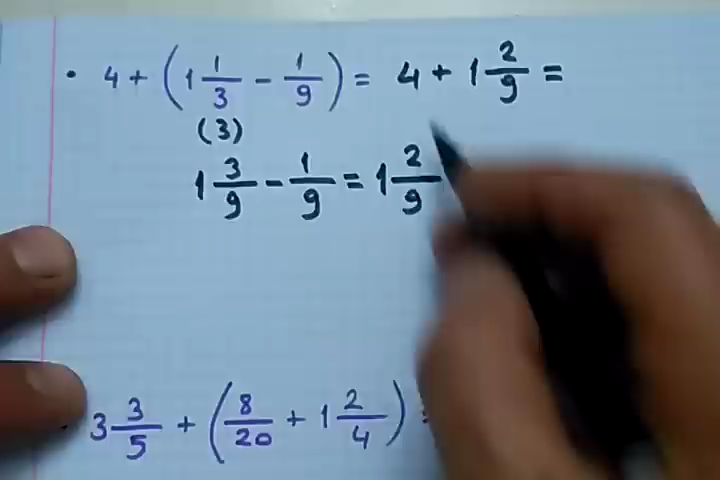 • 4 + (1 1/3 - 1/9) = 4 + 1 2/9 =
(3)
1 3/9 - 1/9 = 1 2/9
3 3/5 + (8/20 + 1 2/4) =